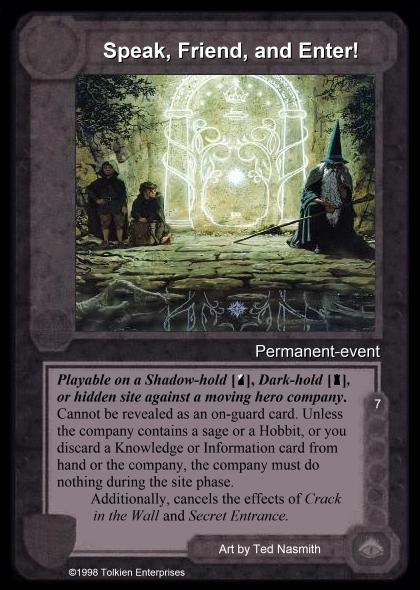 Speak, Friend, and Enter!
Permanent-event
Playable on a Shadow-hold [], Dark-hold [],
or hidden site against a moving hero company.
Cannot be revealed as an on-guard card. Unless
the company contains a sage or a Hobbit, or you
discard a Knowledge or Information card from
hand or the company, the company must do
nothing during the site phase.
Additionally, cancels the effects of Crack
in the Wall and Secret Entrance.
7
Art by Ted Nasmith
©1998 Tolkien Enterprises